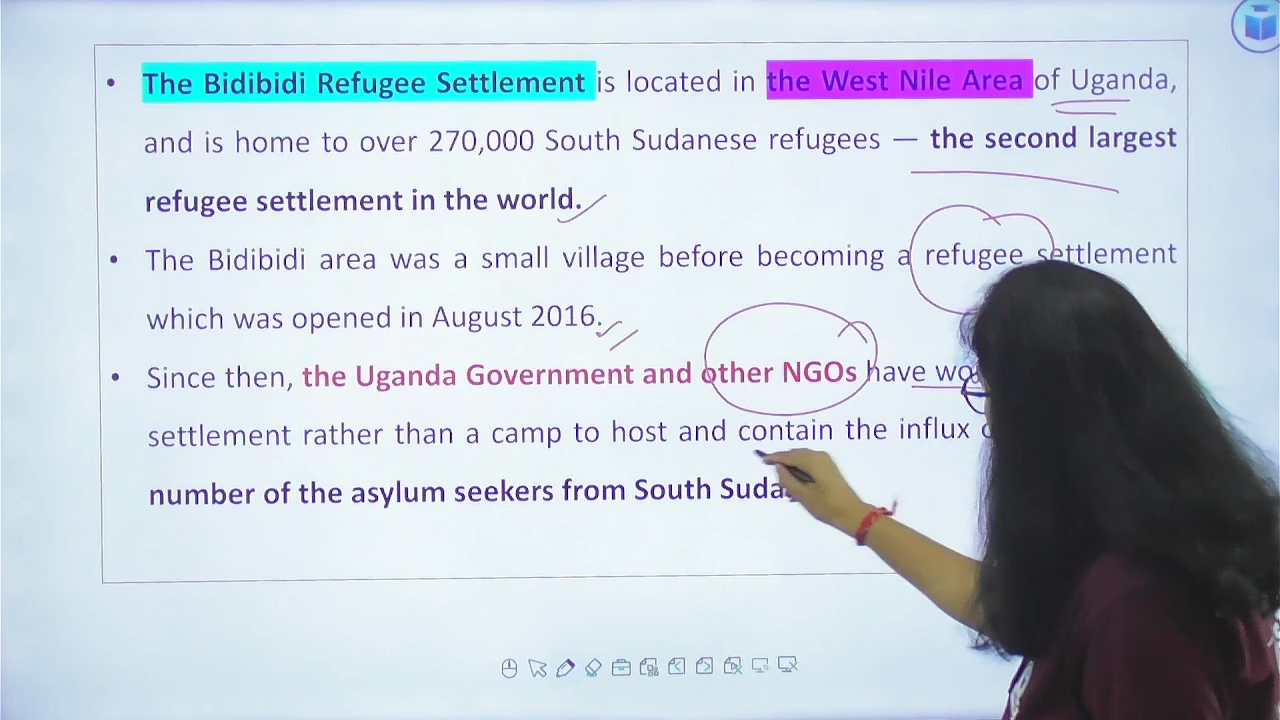 • The Bidibidi Refugee Settlement is located in the West Nile Area of Uganda,
and is home to over 270,000 South Sudanese refugees — the second largest
refugee settlement in the world.
• The Bidibidi area was a small village before becoming a refugee settlement
which was opened in August 2016.
• Since then, the Uganda Government and other NGOs have
settlement rather than a camp to host and contain the influx
number of the asylum seekers from South